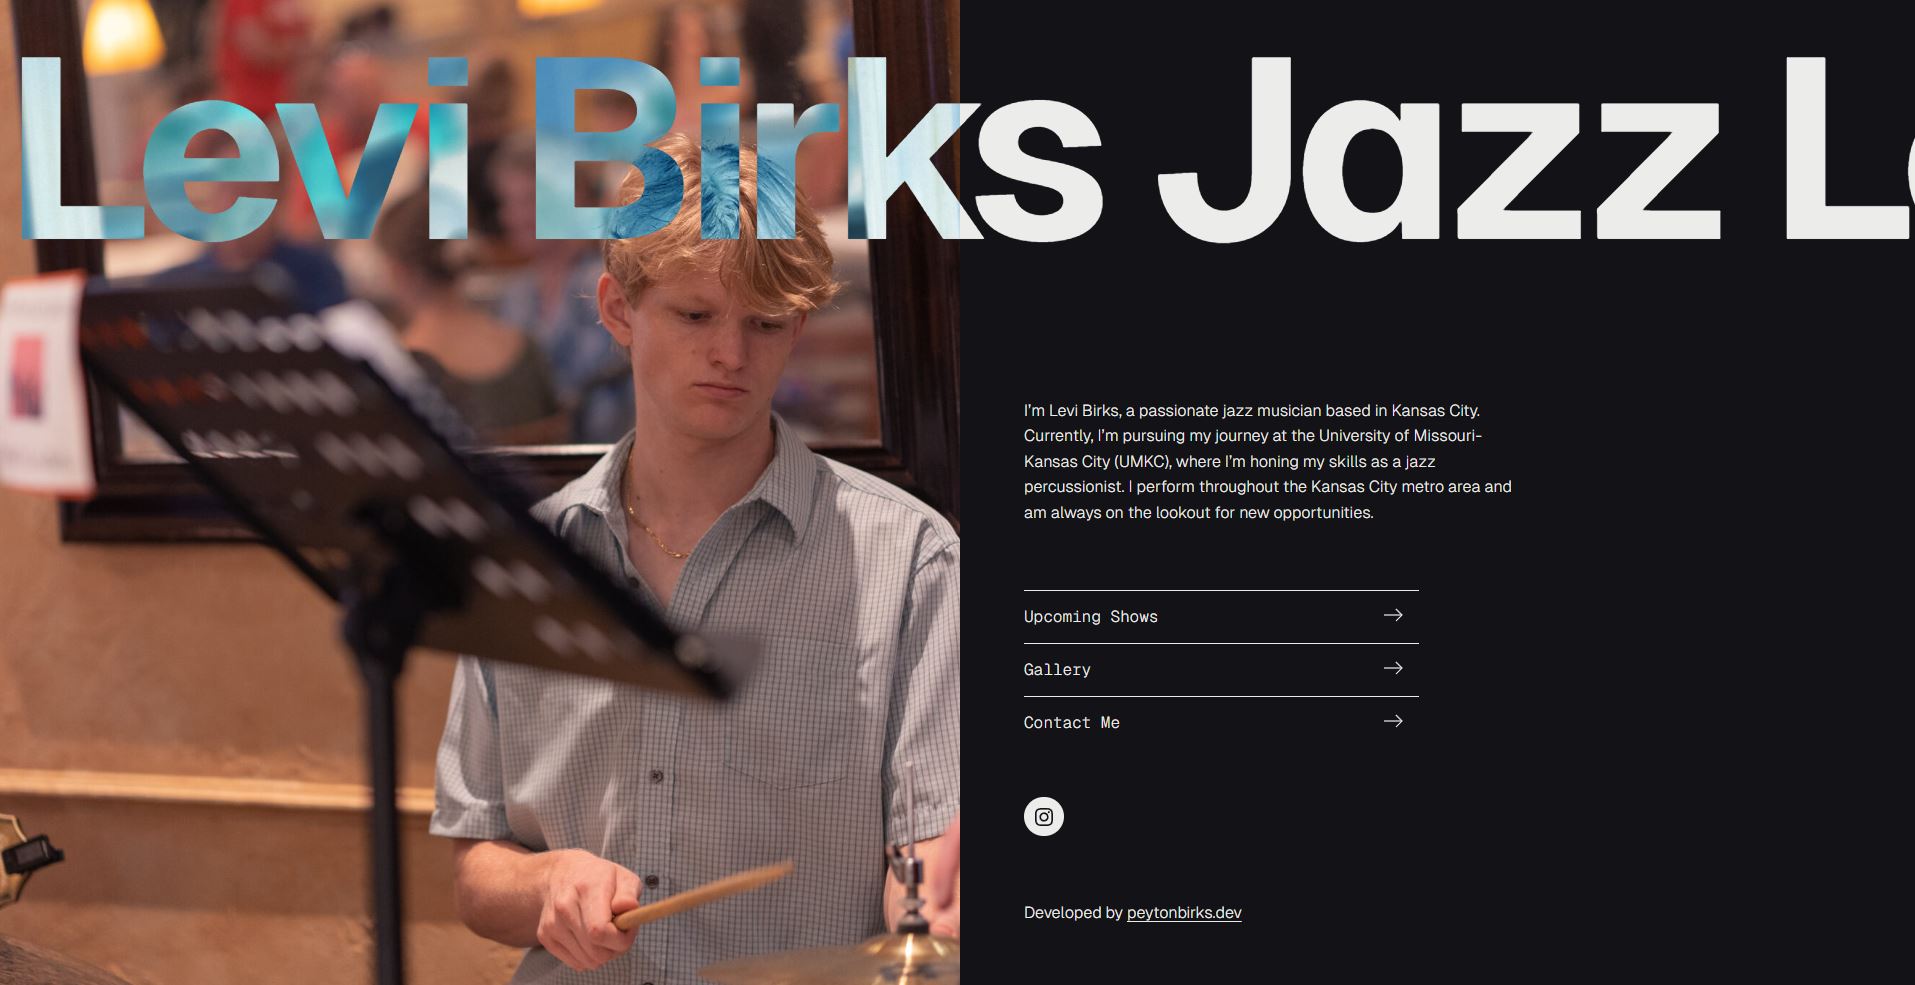 Levi Birks Jazz L
I'm Levi Birks, a passionate jazz musician based in Kansas City.
Currently, I'm pursuing my journey at the University of Missouri-
Kansas City (UMKC), where I'm honing my skills as a jazz
percussionist. I perform throughout the Kansas City metro area and
am always on the lookout for new opportunities.
Upcoming Shows
Gallery
Contact Me
Developed by peytonbirks.dev